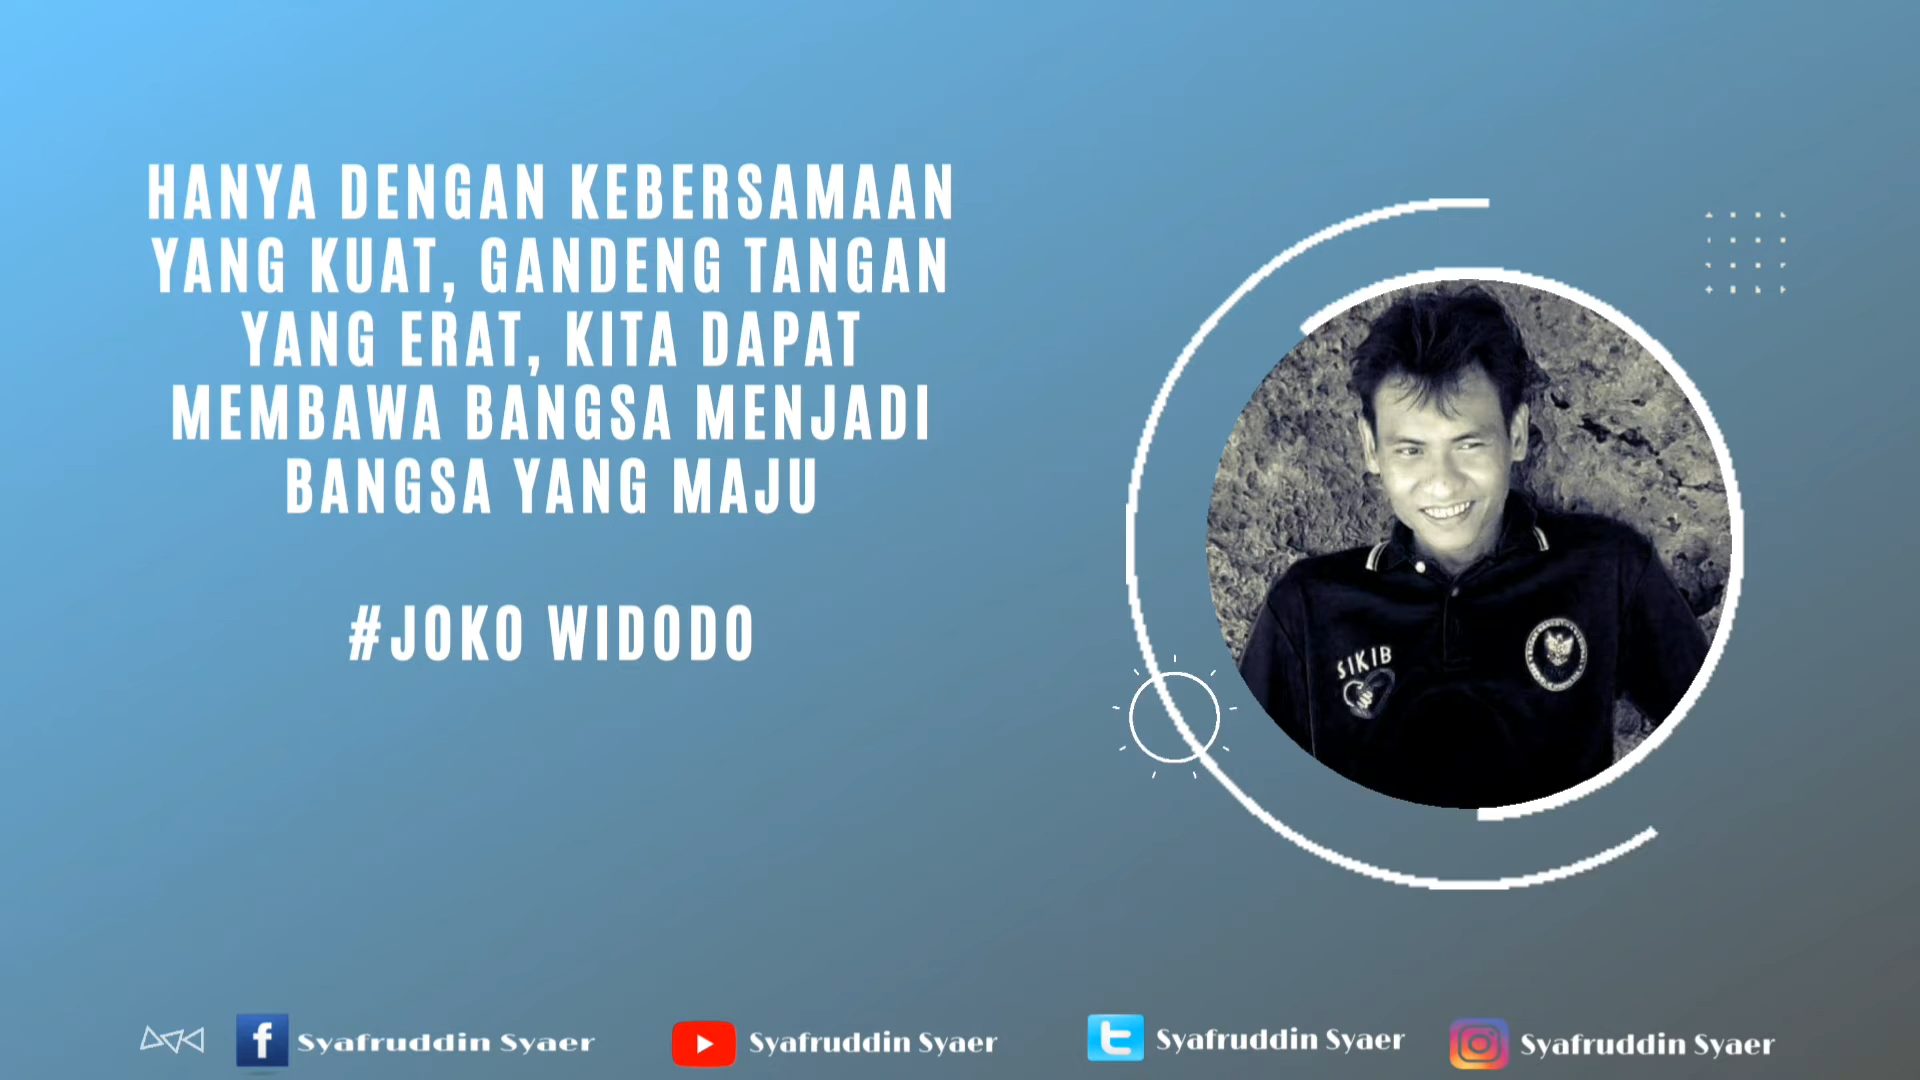 HANYA DENGAN KEBERSAMAAN
YANG KUAT, GANDENG TANGAN
YANG ERAT, KITA DAPAT
MEMBAWA BANGSA MENJADI
BANGSA YANG MAJU
#JOKO WIDODO
SIKIB
Syafruddin Syaer
Syafruddin Syaer
Syafruddin Syaer
Syafruddin Syaer